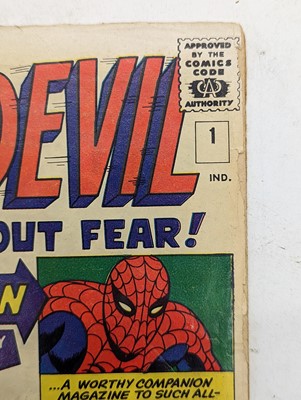 APPROVED
BY THE
COMICS
CODE
CA
AUTHORITY
DEVIL
1
IND.
OUT FEAR!
N
Y
...A WORTHY COMPANION
MAGAZINE TO SUCH ALL-